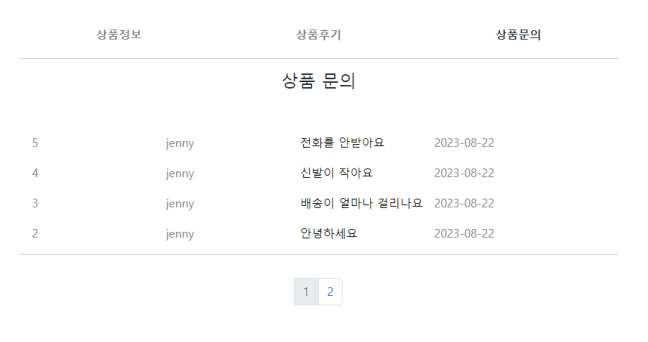 상품정보 상품후기 상품문의
상품 문의
5 jenny 전화를 안받아요 2023-08-22
4 jenny 신발이 작아요 2023-08-22
3 jenny 배송이 얼마나 걸리나요 2023-08-22
2 jenny 안녕하세요 2023-08-22
1 2